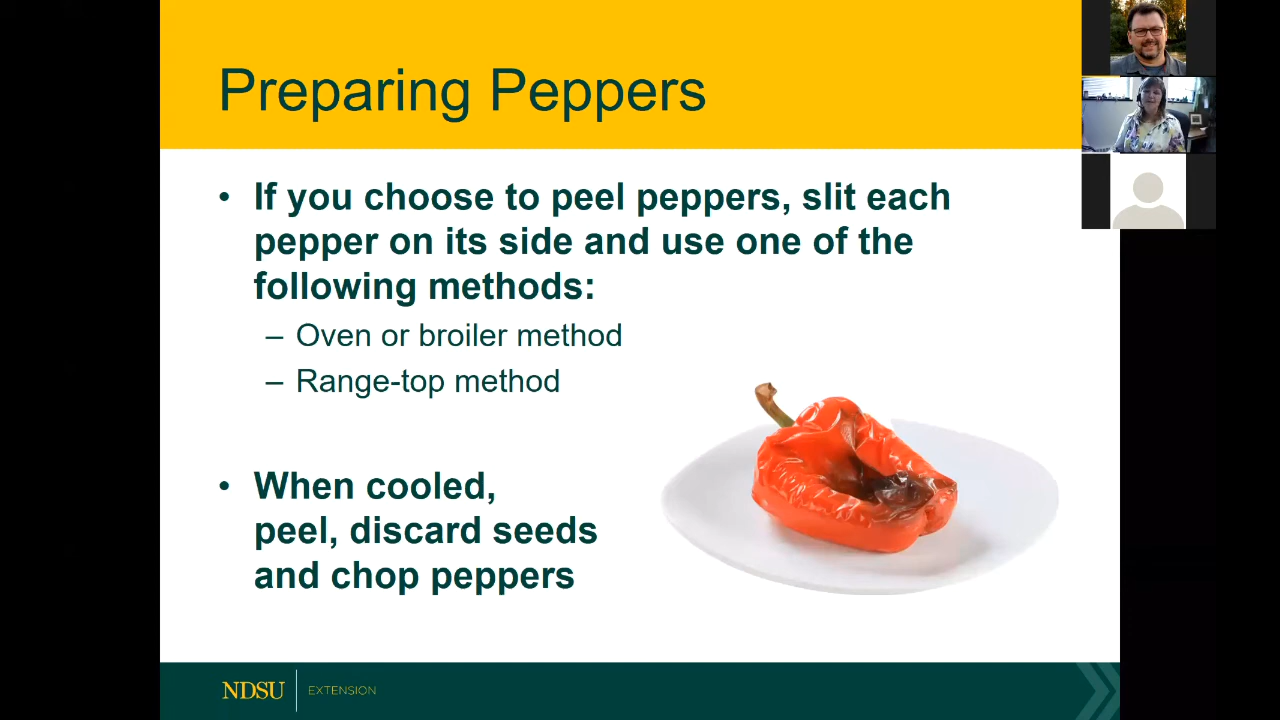 Preparing Peppers
• If you choose to peel peppers, slit each
pepper on its side and use one of the
following methods:
– Oven or broiler method
– Range-top method
• When cooled,
peel, discard seeds
and chop peppers
NDSU EXTENSION